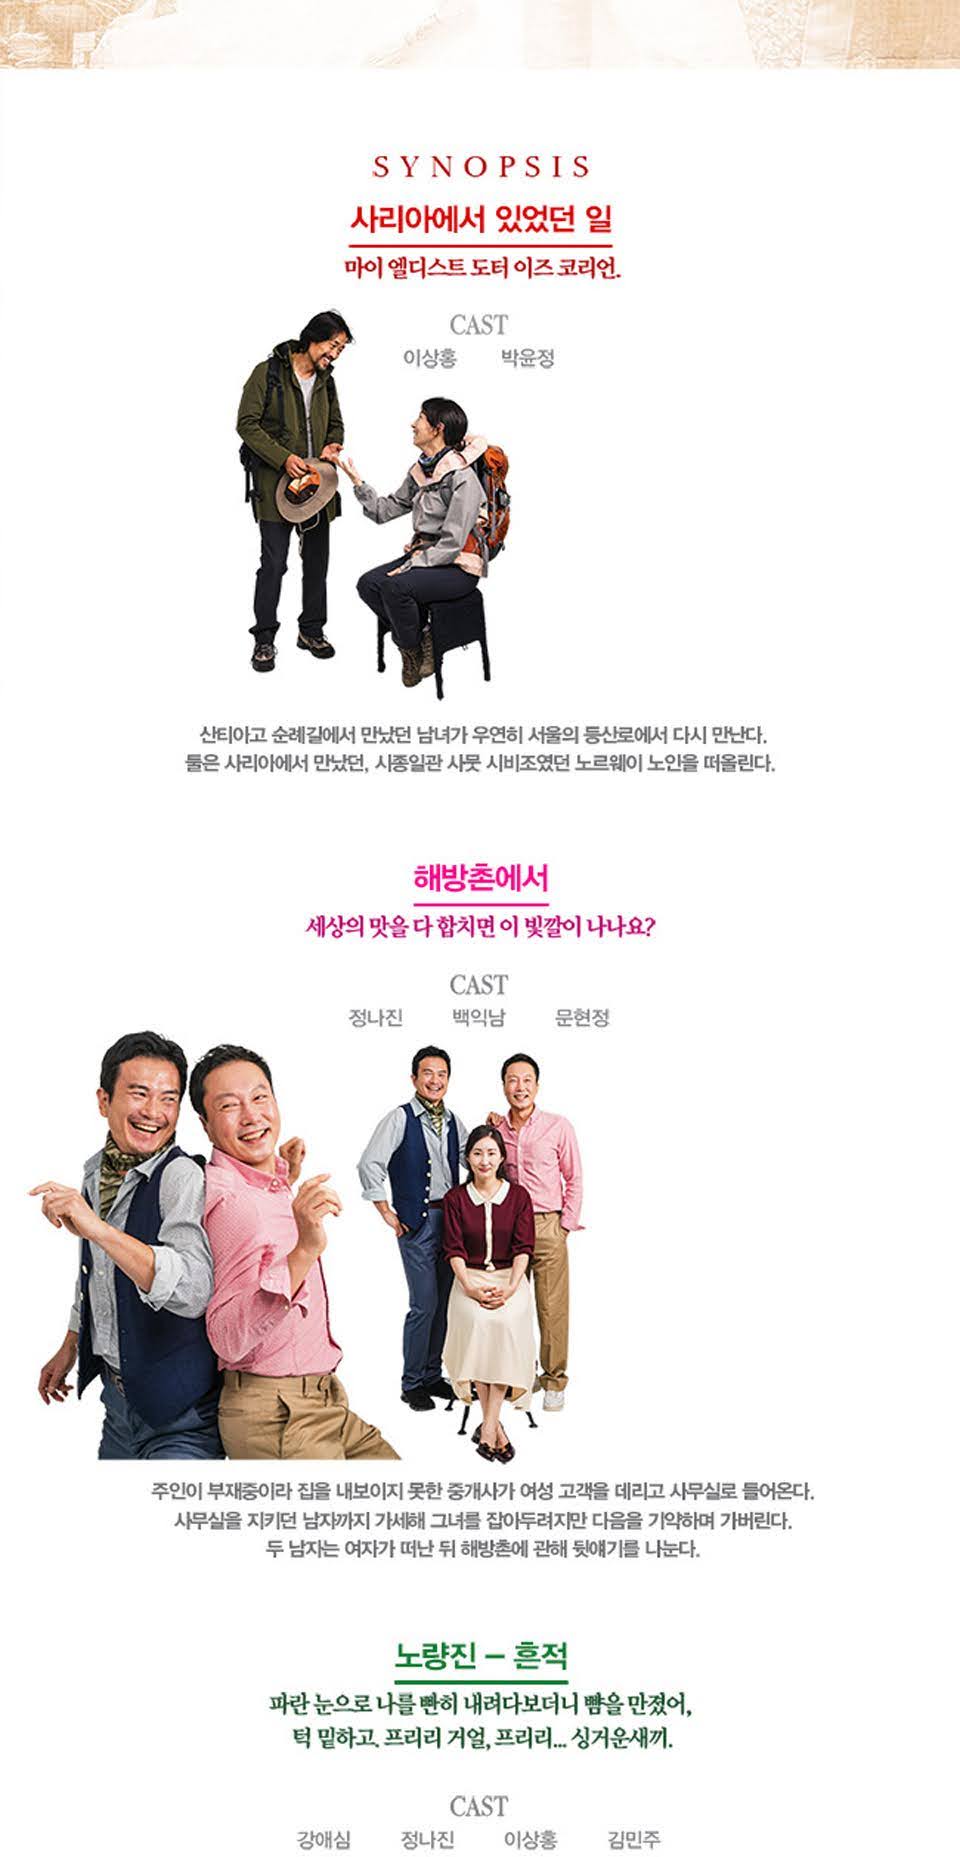 SYNOPSIS
사리아에서 있었던 일
마이 엘디스트 도터 이즈 코리언.
CAST
이상홍 박윤정
산티아고 순례길에서 만났던 남녀가 우연히 서울의 등산로에서 다시 만난다.
둘은 사리아에서 만났던, 시종일관 사뭇 시비조였던 노르웨이 노인을 떠올린다.
해방촌에서
세상의 맛을 다 합치면 이 빛깔이 나나요?
CAST
정나진 백익남 문현정
주인이 부재중이라 집을 내보이지 못한 중개사가 여성 고객을 데리고 사무실로 들어온다.
사무실을 지키던 남자까지 가세해 그녀를 잡아두려지만 다음을 기약하며 가버린다.
두 남자는 여자가 떠난 뒤 해방촌에 관해 뒷얘기를 나눈다.
노량진 – 흔적
파란 눈으로 나를 빤히 내려다보더니 뺨을 만졌어,
턱 밑하고. 프리리 거얼, 프리리... 싱거운새끼.
CAST
강애심 정나진 이상홍 김민주